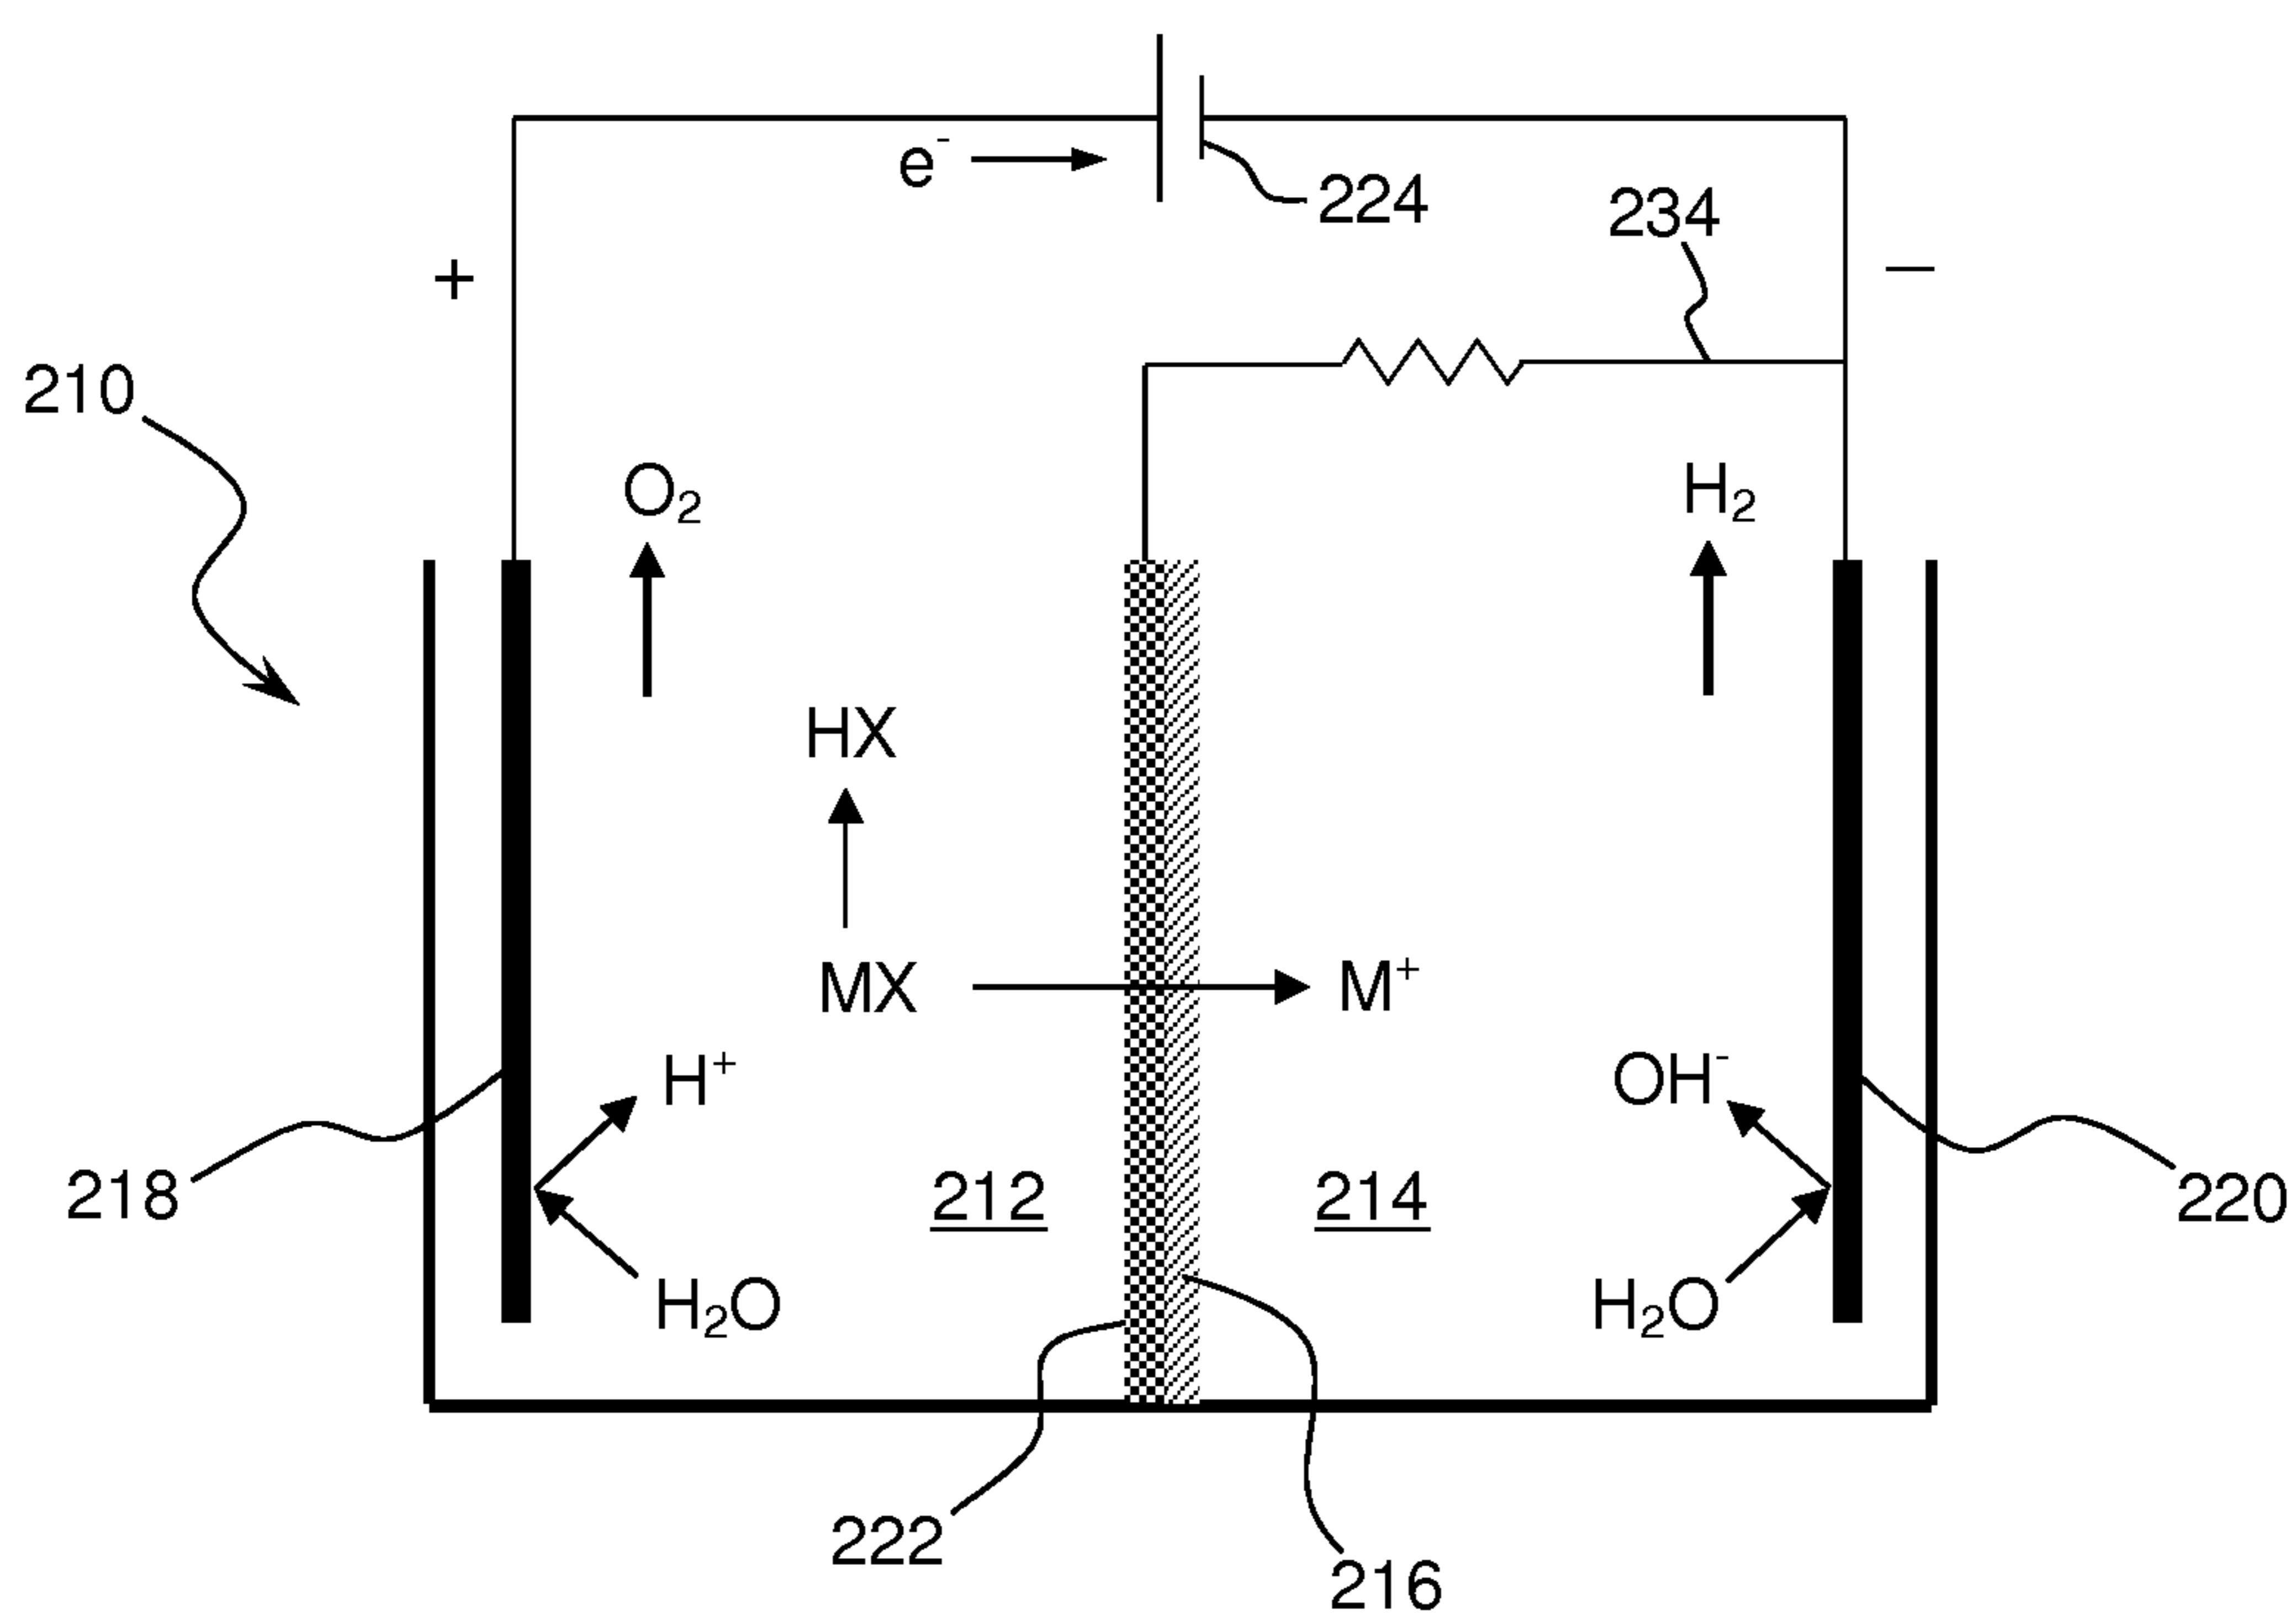 e⁻
224
234
+
—
210
O₂
H₂
HX
MX
M⁺
H⁺
OH⁻
218
212
214
220
H₂O
H₂O
222
216